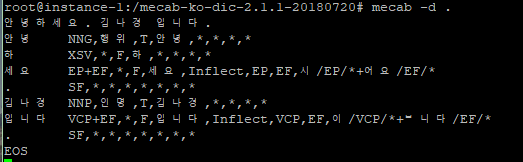 root@instance-1:/mecab-ko-dic-2.1.1-20180720# mecab -d .
안녕하세요. 김나경 입니다.
안녕 NNG,행위,T,안녕,*,*,*,*
하 XSV,*,F,하,*,*,*,*
세요 EP+EF,*,F,세요,Inflect,EP,EF,시/EP/*+어요/EF/*
. SF,*,*,*,*,*,*,*
김나경 NNP,인명,T,김나경,*,*,*,*
입니다 VCP+EF,*,F,입니다,Inflect,VCP,EF,이/VCP/*+ᄇ니다/EF/*
. SF,*,*,*,*,*,*,*
EOS